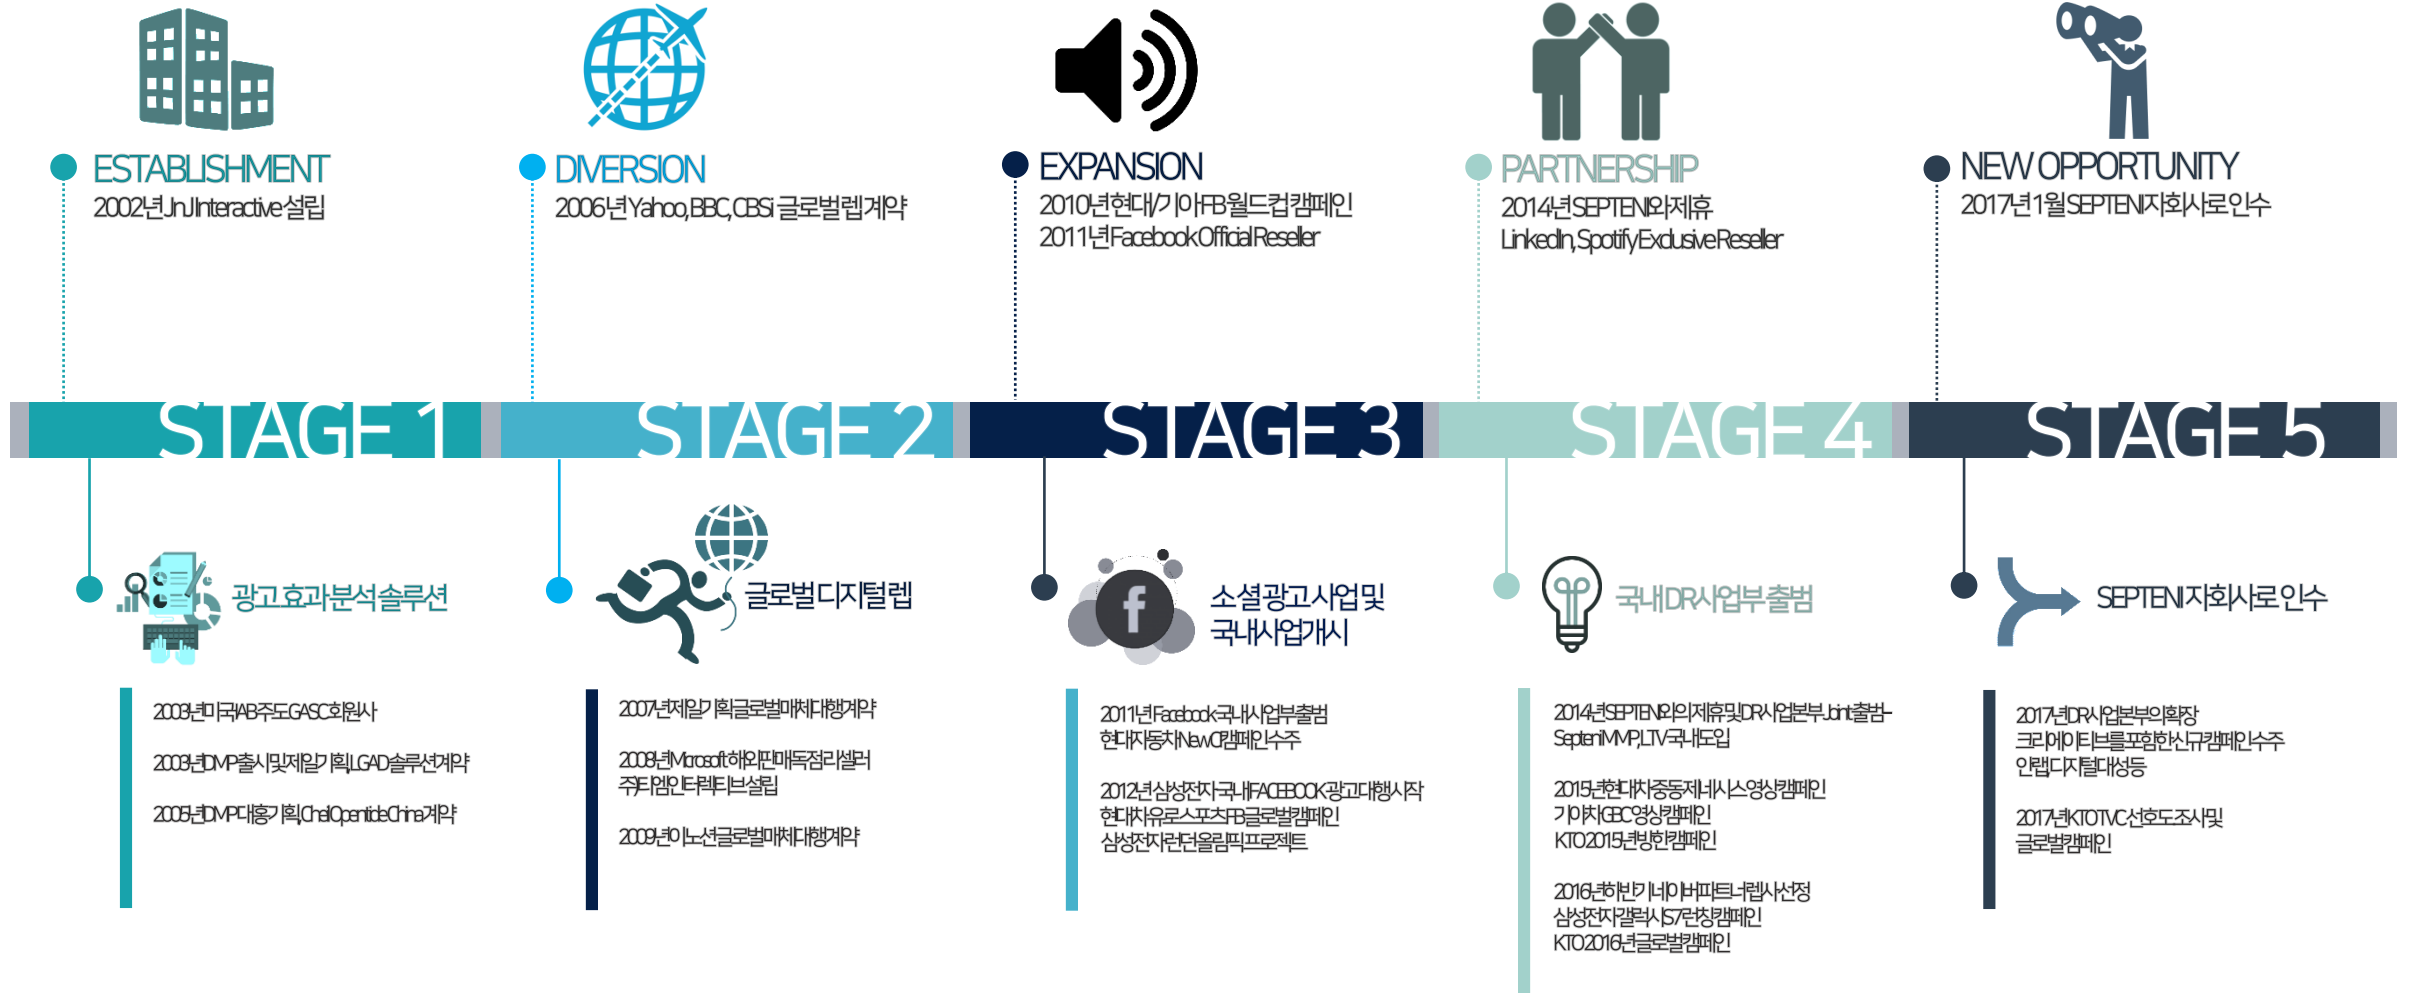 ESTABLISHMENT
2002년 JnJ Interactive 설립
DIVERSION
2006년 Yahoo, BBC, CBSi 글로벌 렙 계약
EXPANSION
2010년 현대/기아 FB 월드컵 캠페인
2011년 Facebook Official Reseller
PARTNERSHIP
2014년 SEPTENI와 제휴
LinkedIn, Spotify Exclusive Reseller
NEW OPPORTUNITY
2017년 1월 SEPTENI 자회사로 인수
STAGE 1
STAGE 2
STAGE 3
STAGE 4
STAGE 5
광고 효과 분석 솔루션
2003년 미국 IAB 주도 GASC 회원사
2003년 DMP 출시 및 제일기획, LGAD 솔루션 계약
2005년 DMP 대홍기획, Cheil Opentide China 계약
글로벌 디지털 렙
2007년 제일기획 글로벌 매체 대행 계약
2008년 Microsoft 해외 판매 독점 리셀러
주)티엠인터렉티브 설립
2009년 이노션 글로벌 매체 대행 계약
소셜 광고 사업 및
국내 사업 개시
2011년 Facebook 국내 사업부 출범
현대자동차 New CI 캠페인 수주
2012년 삼성전자 국내 FACEBOOK 광고 대행 시작
현대차 유로스포츠 FB 글로벌 캠페인
삼성전자 런던 올림픽 프로젝트
국내 DR사업부 출범
2014년 SEPTENI와의 제휴 및 DR 사업본부 Joint 출범–
Septeni MMP, LTV 국내 도입
2015년 현대차 중동 제네시스 영상 캠페인
기아차 GBC 영상 캠페인
KTO 2015년 방한 캠페인
2016년 하반기 네이버 파트너 렙사 선정
삼성전자 갤럭시 S7 런칭 캠페인
KTO 2016년 글로벌 캠페인
SEPTENI 자회사로 인수
2017년 DR 사업본부의 확장
크리에이티브를 포함한 신규 캠페인 수주
인랩, 디지털대성 등
2017년 KTO TVC 선호도 조사 및
글로벌 캠페인